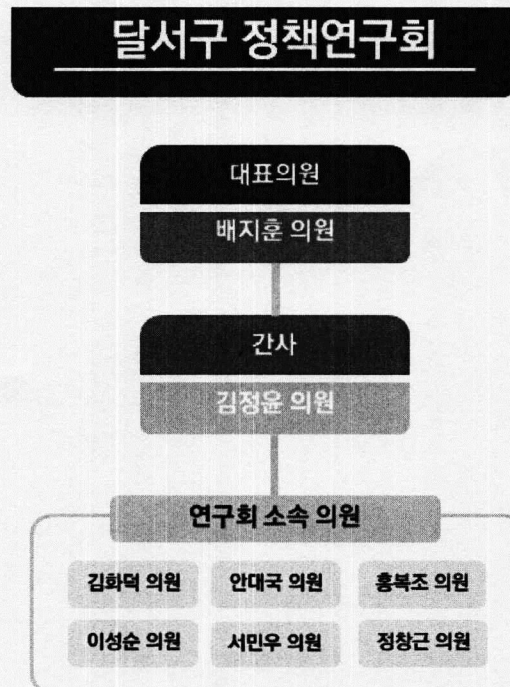 달서구 정책연구회
대표의원
배지훈 의원
간사
김정윤 의원
연구회 소속 의원
김화덕 의원 안대국 의원 홍복조 의원
이성순 의원 서민우 의원 정창근 의원